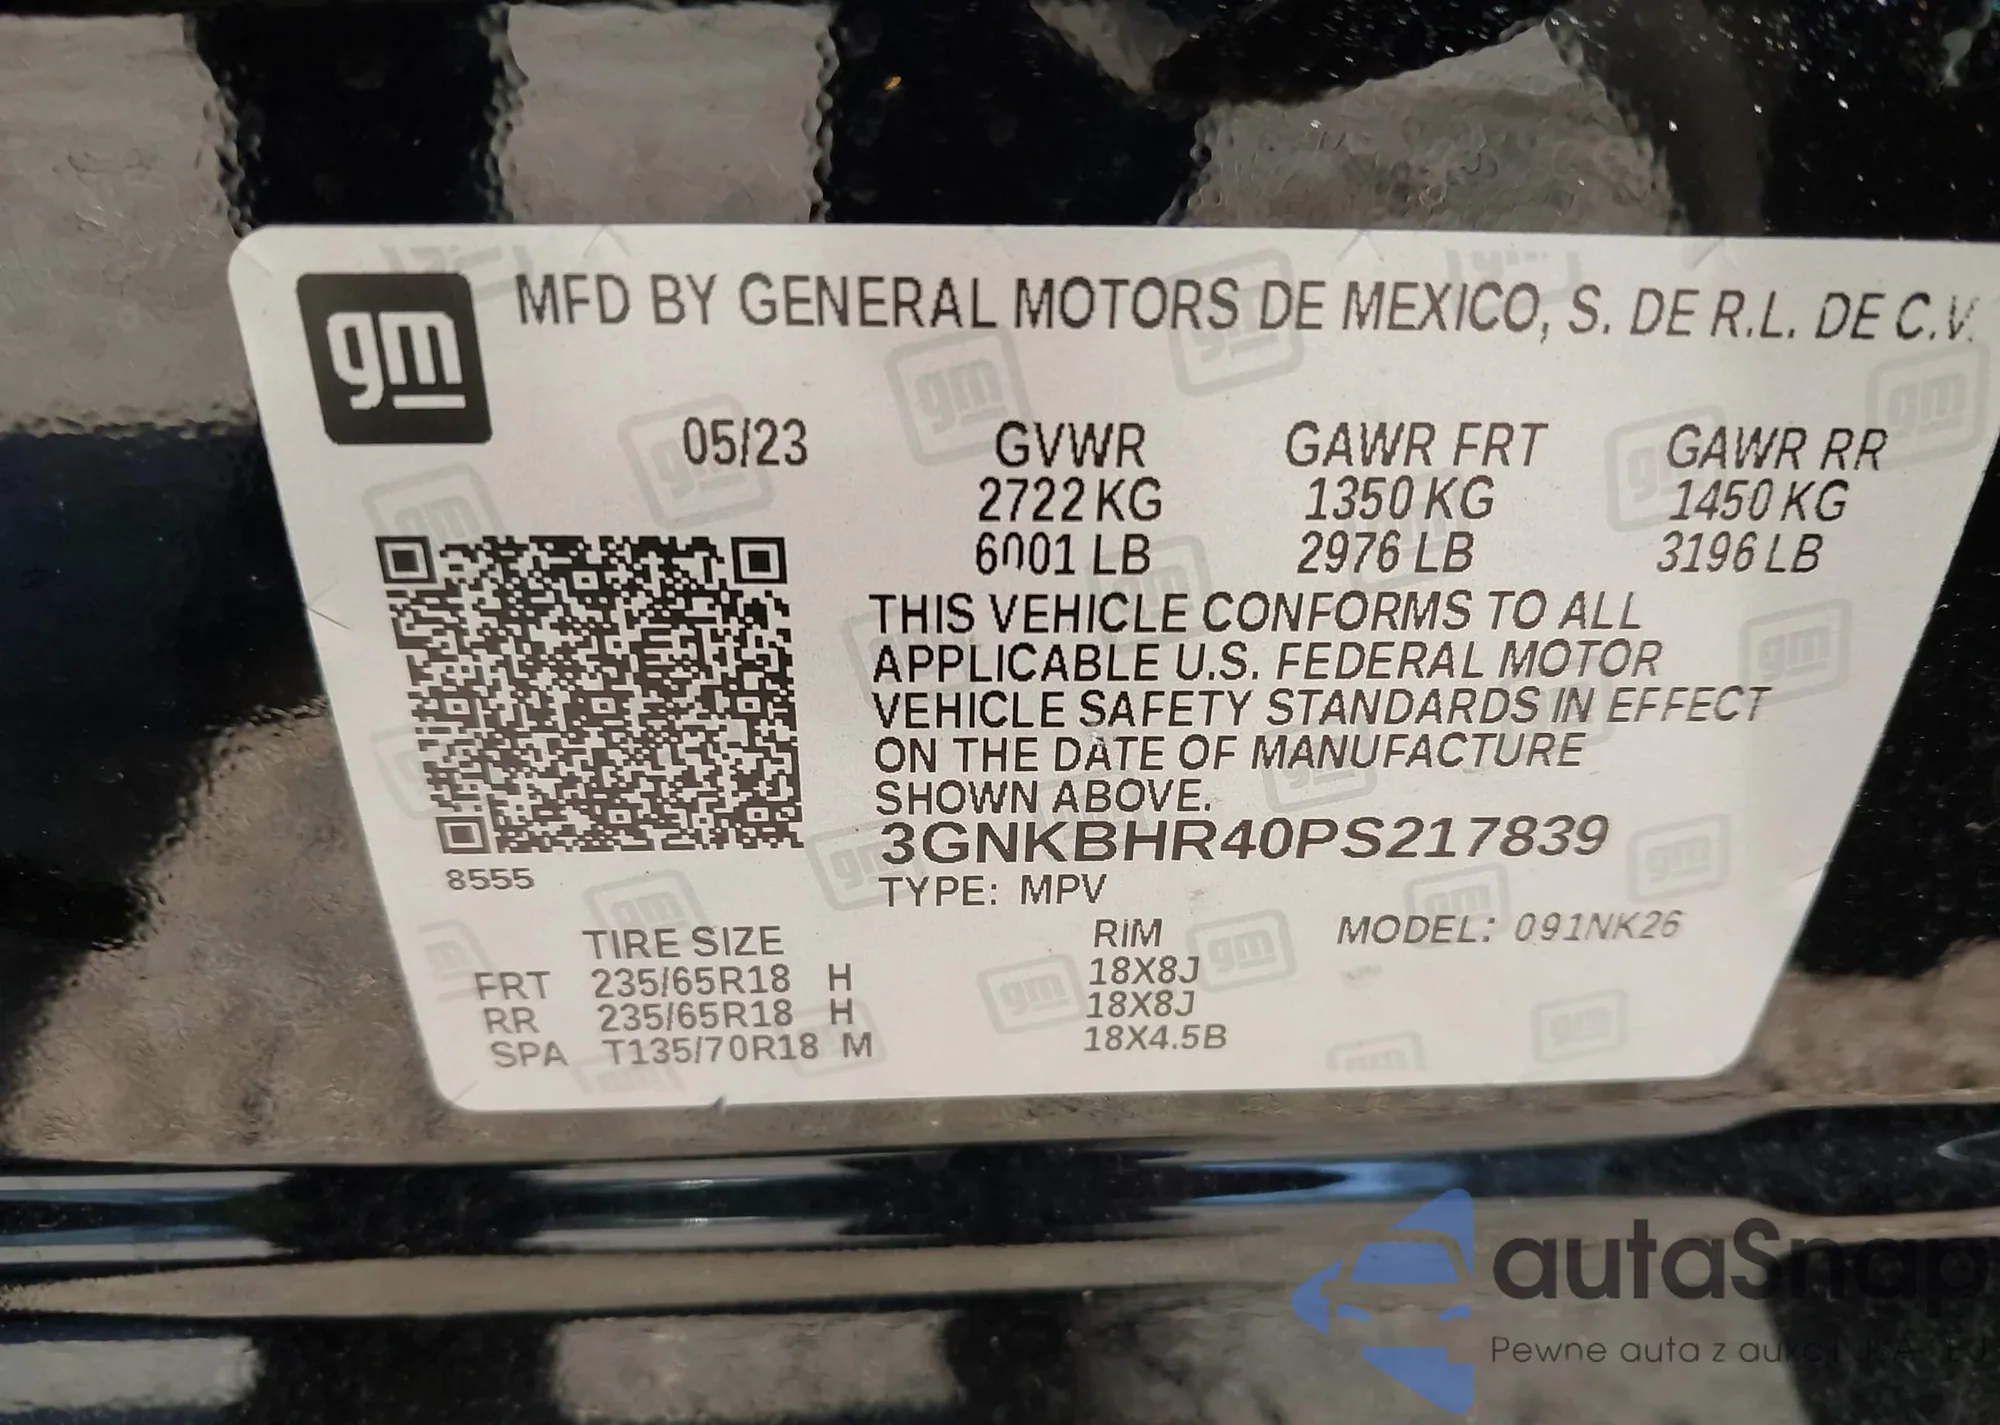 gm MFD BY GENERAL MOTORS DE MEXICO, S. DE R.L. DE C.V.
05/23 GVWR GAWR FRT GAWR RR
2722 KG 1350 KG 1450 KG
6001 LB 2976 LB 3196 LB
THIS VEHICLE CONFORMS TO ALL
APPLICABLE U.S. FEDERAL MOTOR
VEHICLE SAFETY STANDARDS IN EFFECT
ON THE DATE OF MANUFACTURE
SHOWN ABOVE.
3GNKBHR40PS217839
8555
TYPE: MPV
TIRE SIZE RIM MODEL: 091NK26
FRT 235/65R18 H 18X8J
RR 235/65R18 H 18X8J
SPA T135/70R18 M 18X4.5B
autaSnap
Pewne auta z